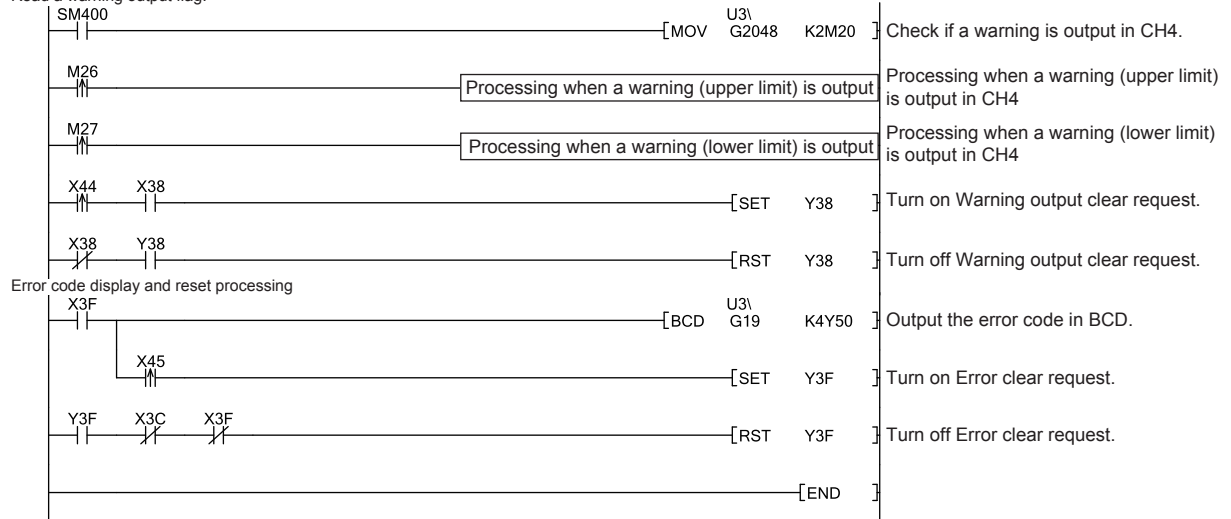 Read a warning output flag.
SM400
[MOV U3\ G2048 K2M20 ] Check if a warning is output in CH4.
M26
Processing when a warning (upper limit) is output
Processing when a warning (upper limit)
is output in CH4
M27
Processing when a warning (lower limit) is output
Processing when a warning (lower limit)
is output in CH4
X44 X38
[SET Y38 ] Turn on Warning output clear request.
X38 Y38
[RST Y38 ] Turn off Warning output clear request.
Error code display and reset processing
X3F
[BCD U3\ G19 K4Y50 ] Output the error code in BCD.
X45
[SET Y3F ] Turn on Error clear request.
Y3F X3C X3F
[RST Y3F ] Turn off Error clear request.
[END ]